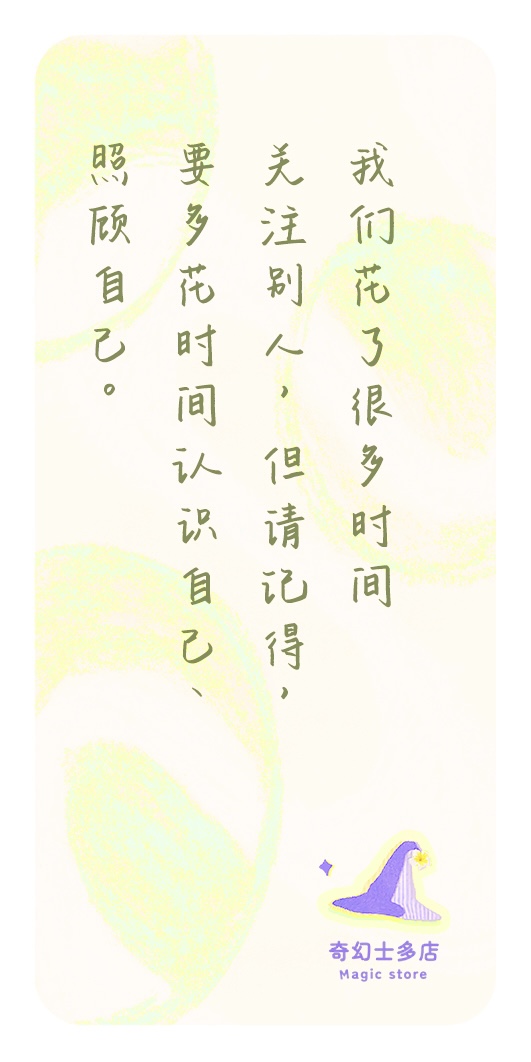 我们花了很多时间
关注别人，但请记得，
要多花时间认识自己、
照顾自己。
奇幻士多店
Magic store